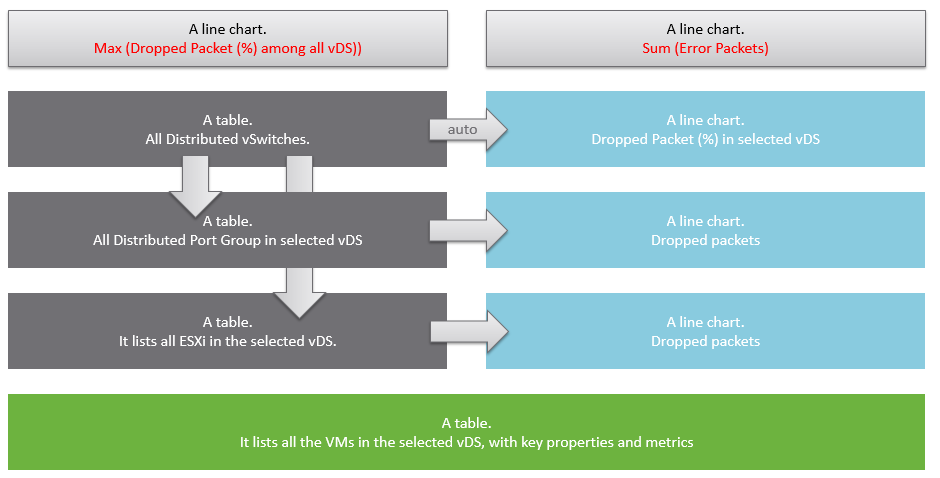 A line chart.
Max (Dropped Packet (%) among all vDS))
A line chart.
Sum (Error Packets)
A table.
All Distributed vSwitches.
auto
A line chart.
Dropped Packet (%) in selected vDS
A table.
All Distributed Port Group in selected vDS
A line chart.
Dropped packets
A table.
It lists all ESXi in the selected vDS.
A line chart.
Dropped packets
A table.
It lists all the VMs in the selected vDS, with key properties and metrics